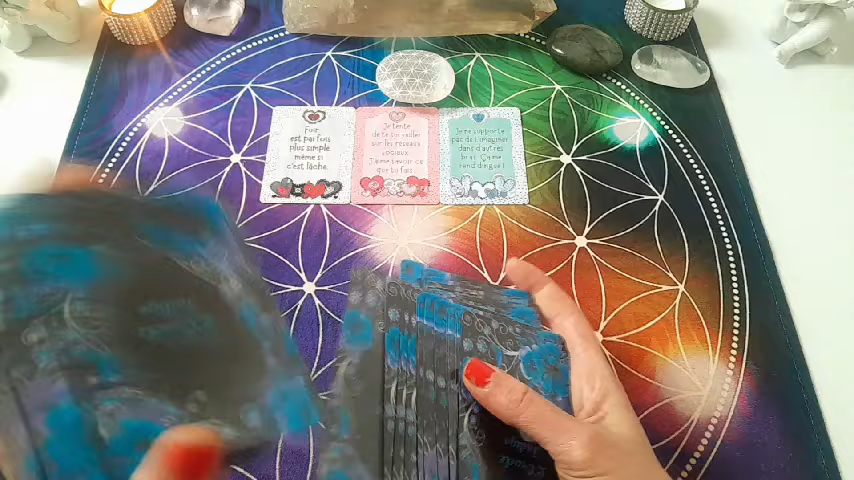 Fuir
est parfois
plus simple
même si
c'est lâche.
Je tente
de te surveiller
sur les réseaux
sociaux.
J'aime savoir ce
que tu fais.
Je ne supporte
pas de t'imaginer
dans d'autres
bras. Ça me
rend dingue!